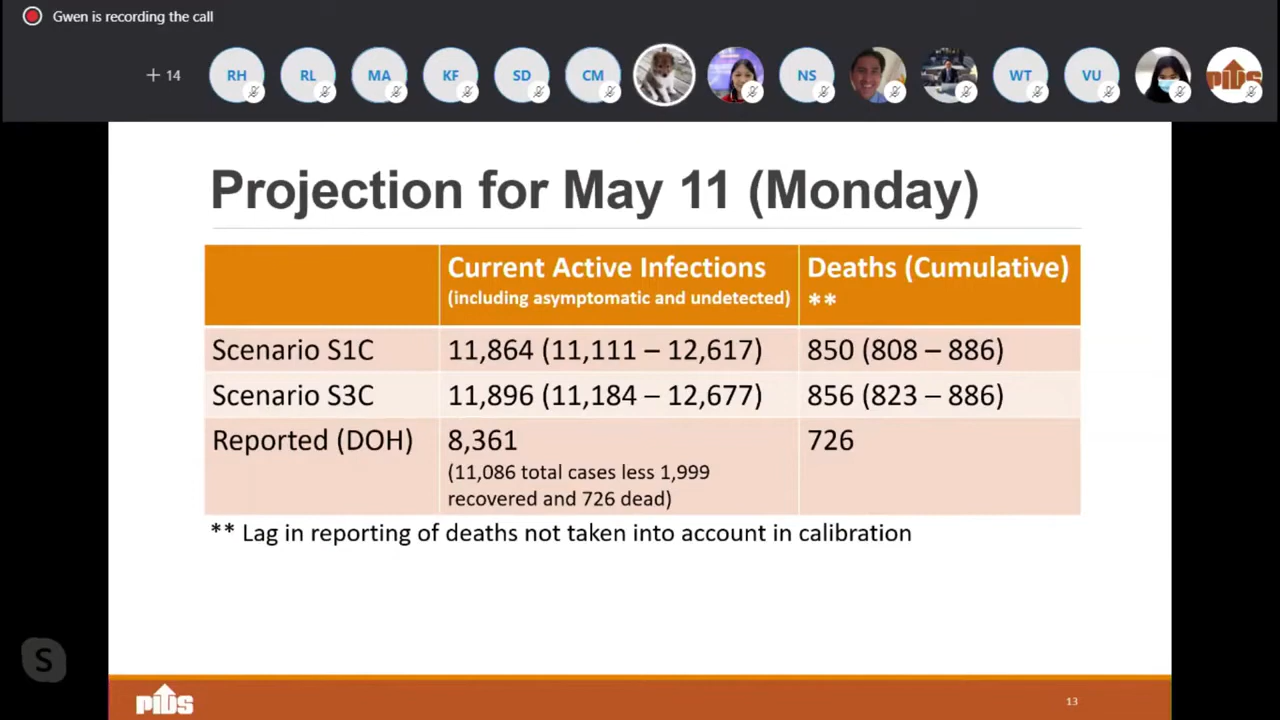 Gwen is recording the call
+ 14
RH
RL
MA
KF
SD
CM
NS
WT
VU
PIDS
Projection for May 11 (Monday)
Current Active Infections
(including asymptomatic and undetected)
Deaths (Cumulative)
**
Scenario S1C
11,864 (11,111 – 12,617)
850 (808 – 886)
Scenario S3C
11,896 (11,184 – 12,677)
856 (823 – 886)
Reported (DOH)
8,361
(11,086 total cases less 1,999
recovered and 726 dead)
726
** Lag in reporting of deaths not taken into account in calibration
S
PIDS
13